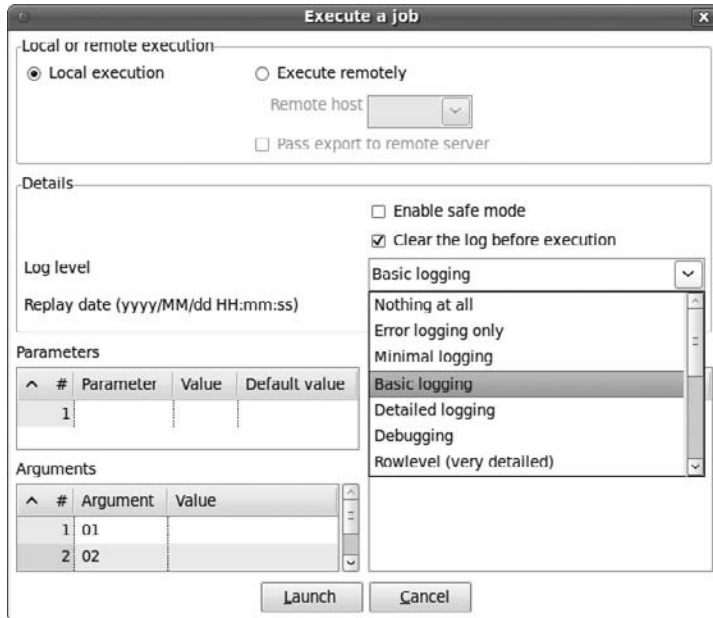 Execute a job
Local or remote execution
Local execution
Execute remotely
Remote host
Pass export to remote server
Details
Enable safe mode
Clear the log before execution
Log level
Basic logging
Replay date (yyyy/MM/dd HH:mm:ss)
Nothing at all
Error logging only
Minimal logging
Basic logging
Detailed logging
Debugging
Rowlevel (very detailed)
Parameters
# Parameter Value Default value
1
Arguments
# Argument Value
1 01
2 02
Launch
Cancel